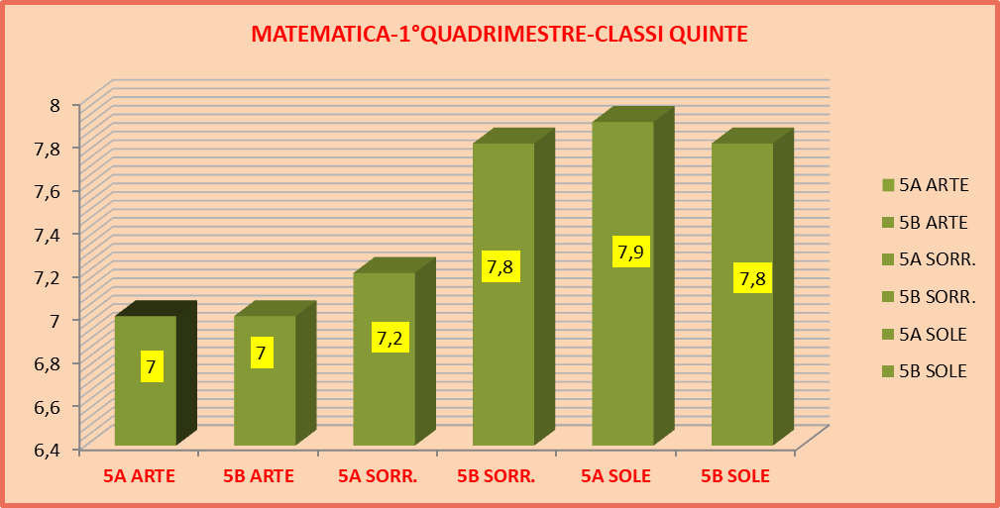 MATEMATICA-1°QUADRIMESTRE-CLASSI QUINTE
8
7,8
7,6
7,4
7,2
7
6,8
6,6
6,4
7
7
7,2
7,8
7,9
7,8
5A ARTE
5B ARTE
5A SORR.
5B SORR.
5A SOLE
5B SOLE
5A ARTE
5B ARTE
5A SORR.
5B SORR.
5A SOLE
5B SOLE